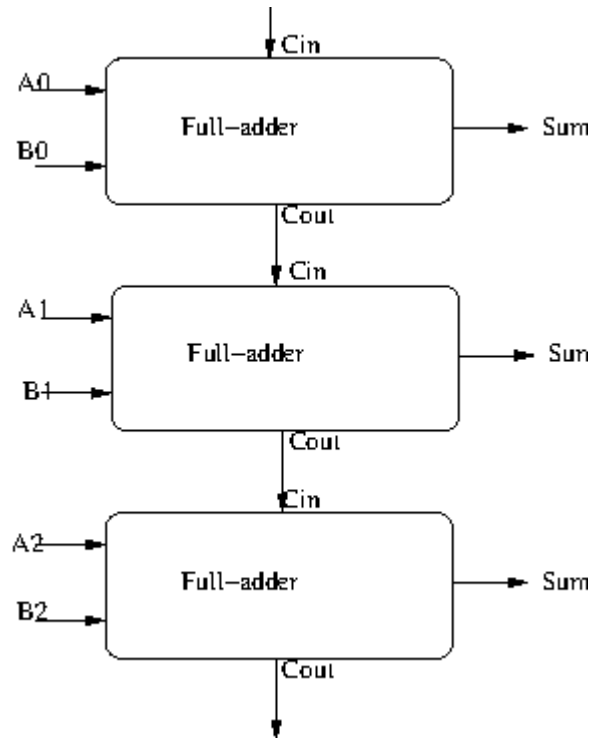 Cin
A0
Full-adder
Sum
B0
Cout
Cin
A1
Full-adder
Sum
B1
Cout
Cin
A2
Full-adder
Sum
B2
Cout